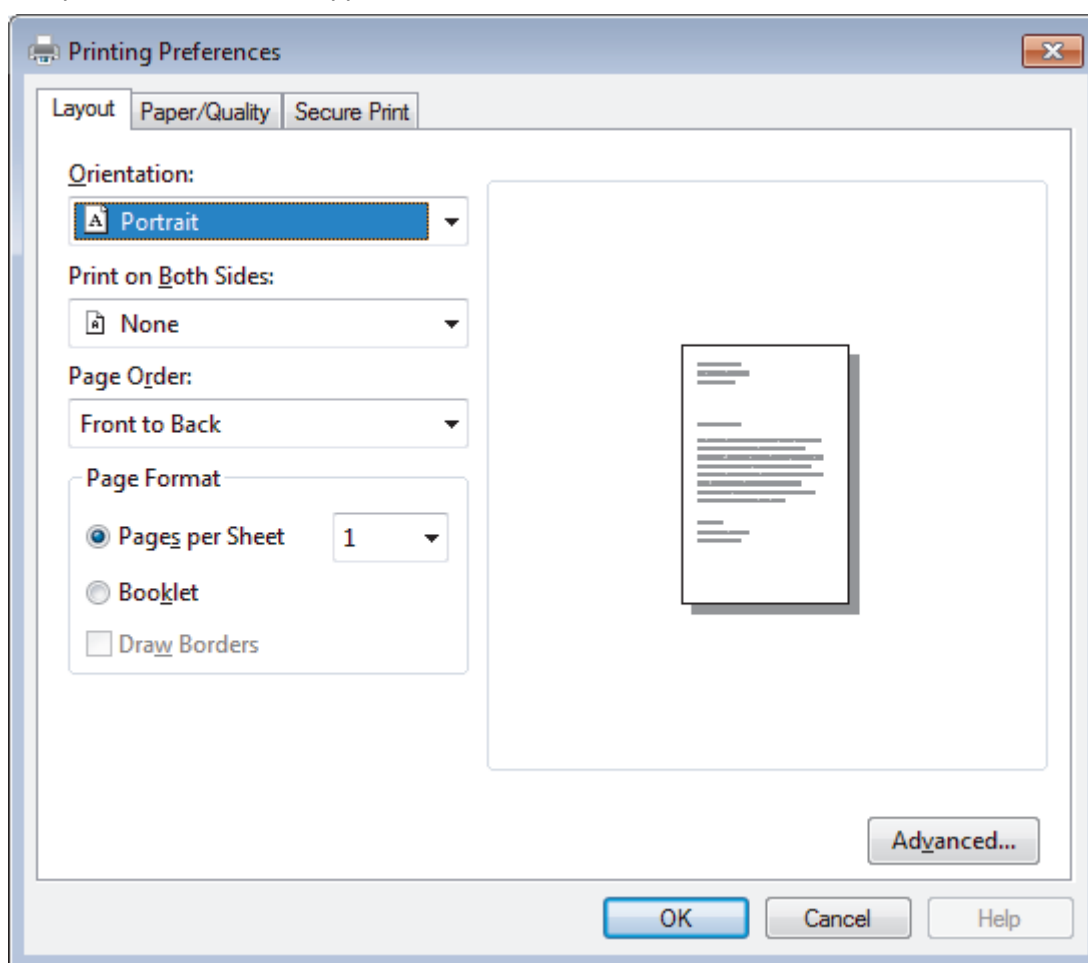 Printing Preferences
Layout Paper/Quality Secure Print
Orientation:
A Portrait
Print on Both Sides:
A None
Page Order:
Front to Back
Page Format
Pages per Sheet 1
Booklet
Draw Borders
Advanced...
OK Cancel Help